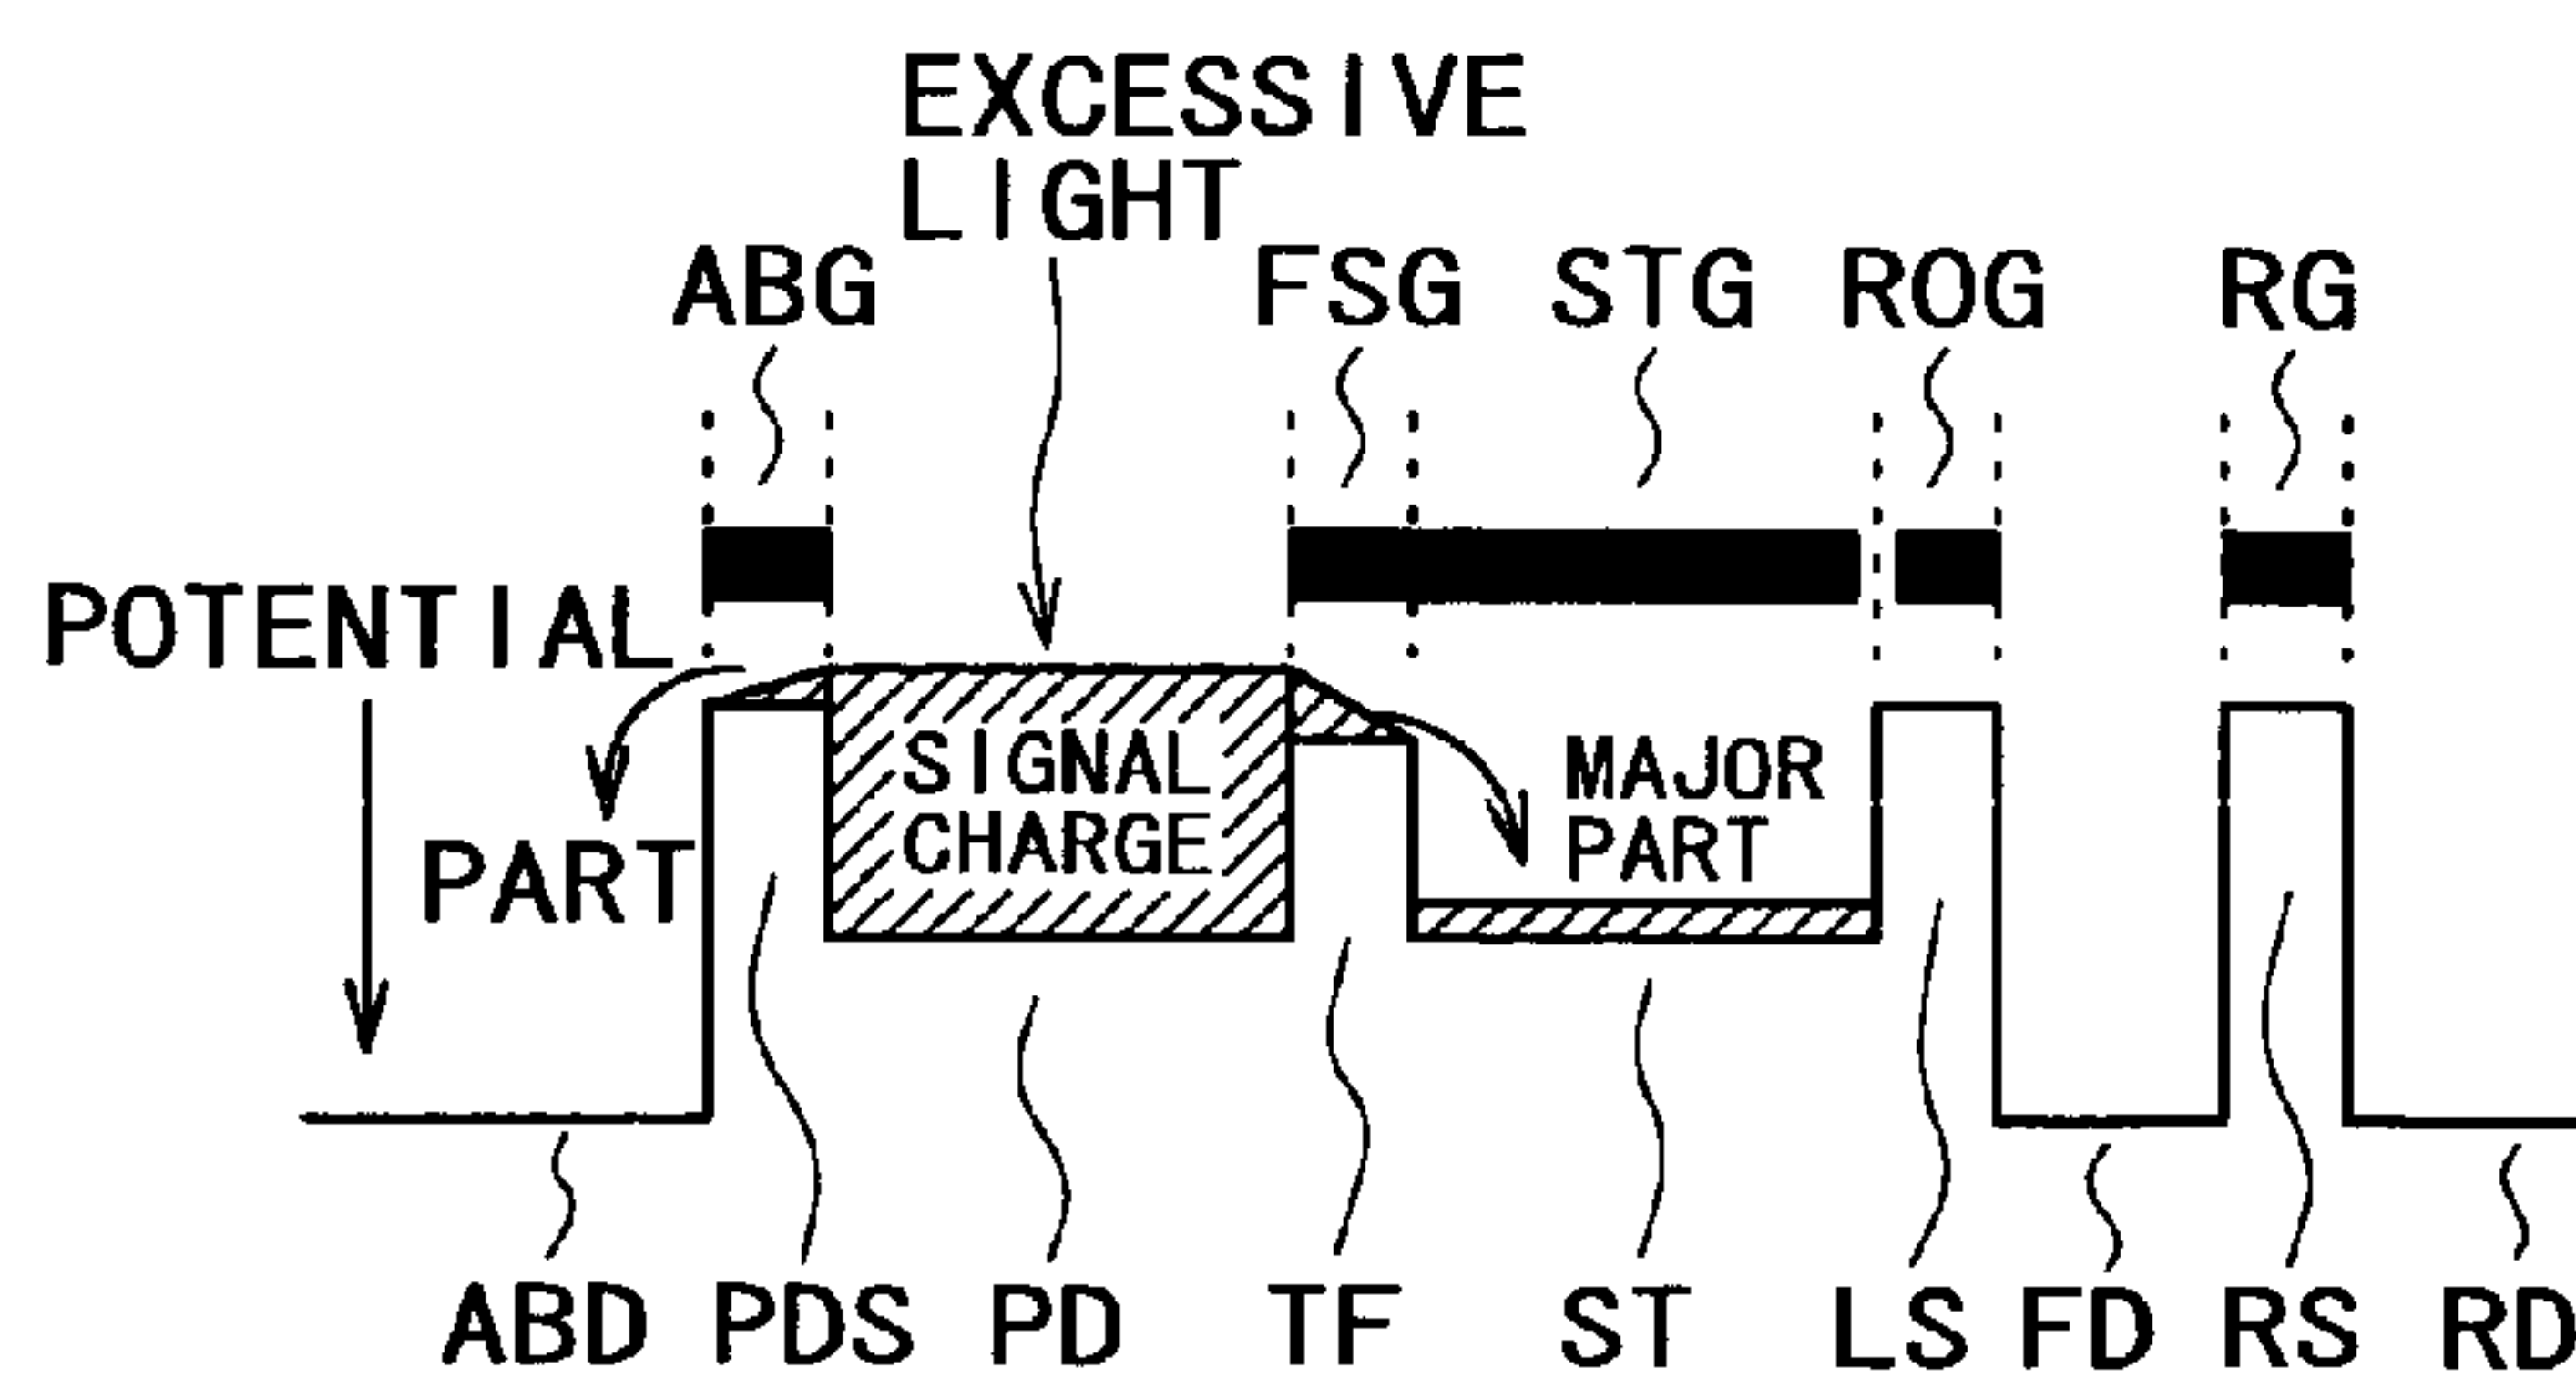 EXCESSIVE
LIGHT
ABG FSG STG ROG RG
POTENTIAL
SIGNAL
CHARGE
MAJOR
PART
PART
ABD PDS PD TF ST LS FD RS RD